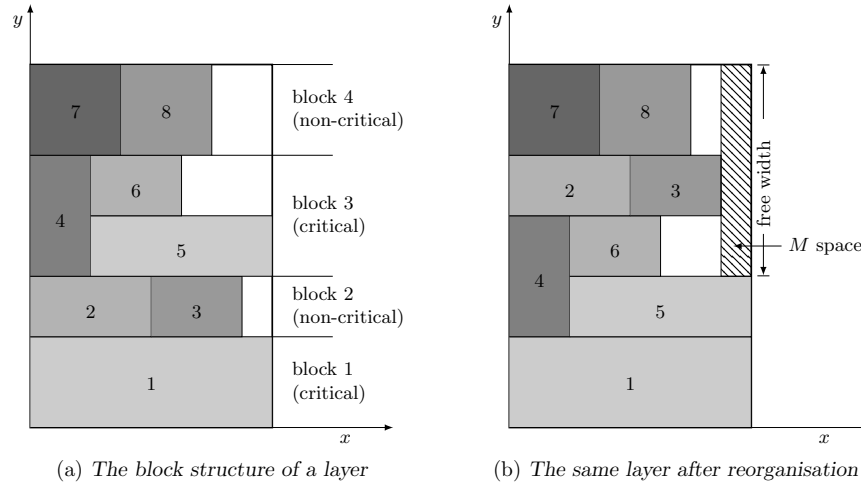 y
7
8
block 4
(non-critical)
4
6
5
block 3
(critical)
2
3
block 2
(non-critical)
1
block 1
(critical)
x
(a) The block structure of a layer
y
7
8
2
3
free width
M space
4
6
5
1
x
(b) The same layer after reorganisation